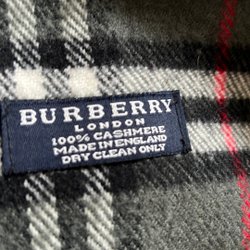 BURBERRY
LONDON
100% CASHMERE
MADE IN ENGLAND
DRY CLEAN ONLY